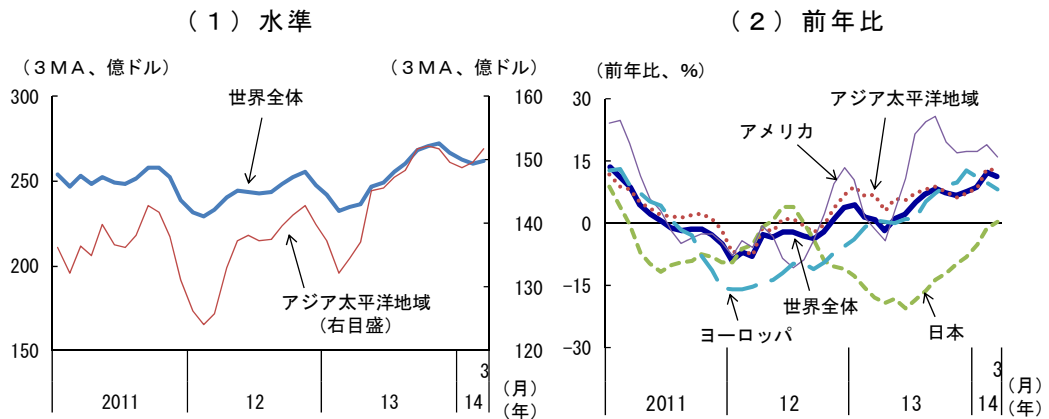 （１）水準
（３ＭＡ、億ドル）
（３ＭＡ、億ドル）
300
250
200
150
160
150
140
130
120
世界全体
アジア太平洋地域
（右目盛）
3
（月）
2011
12
13
14
（年）
（２）前年比
（前年比、％）
30
15
0
−15
−30
アメリカ
アジア太平洋地域
世界全体
ヨーロッパ
日本
3
（月）
2011
12
13
14
（年）